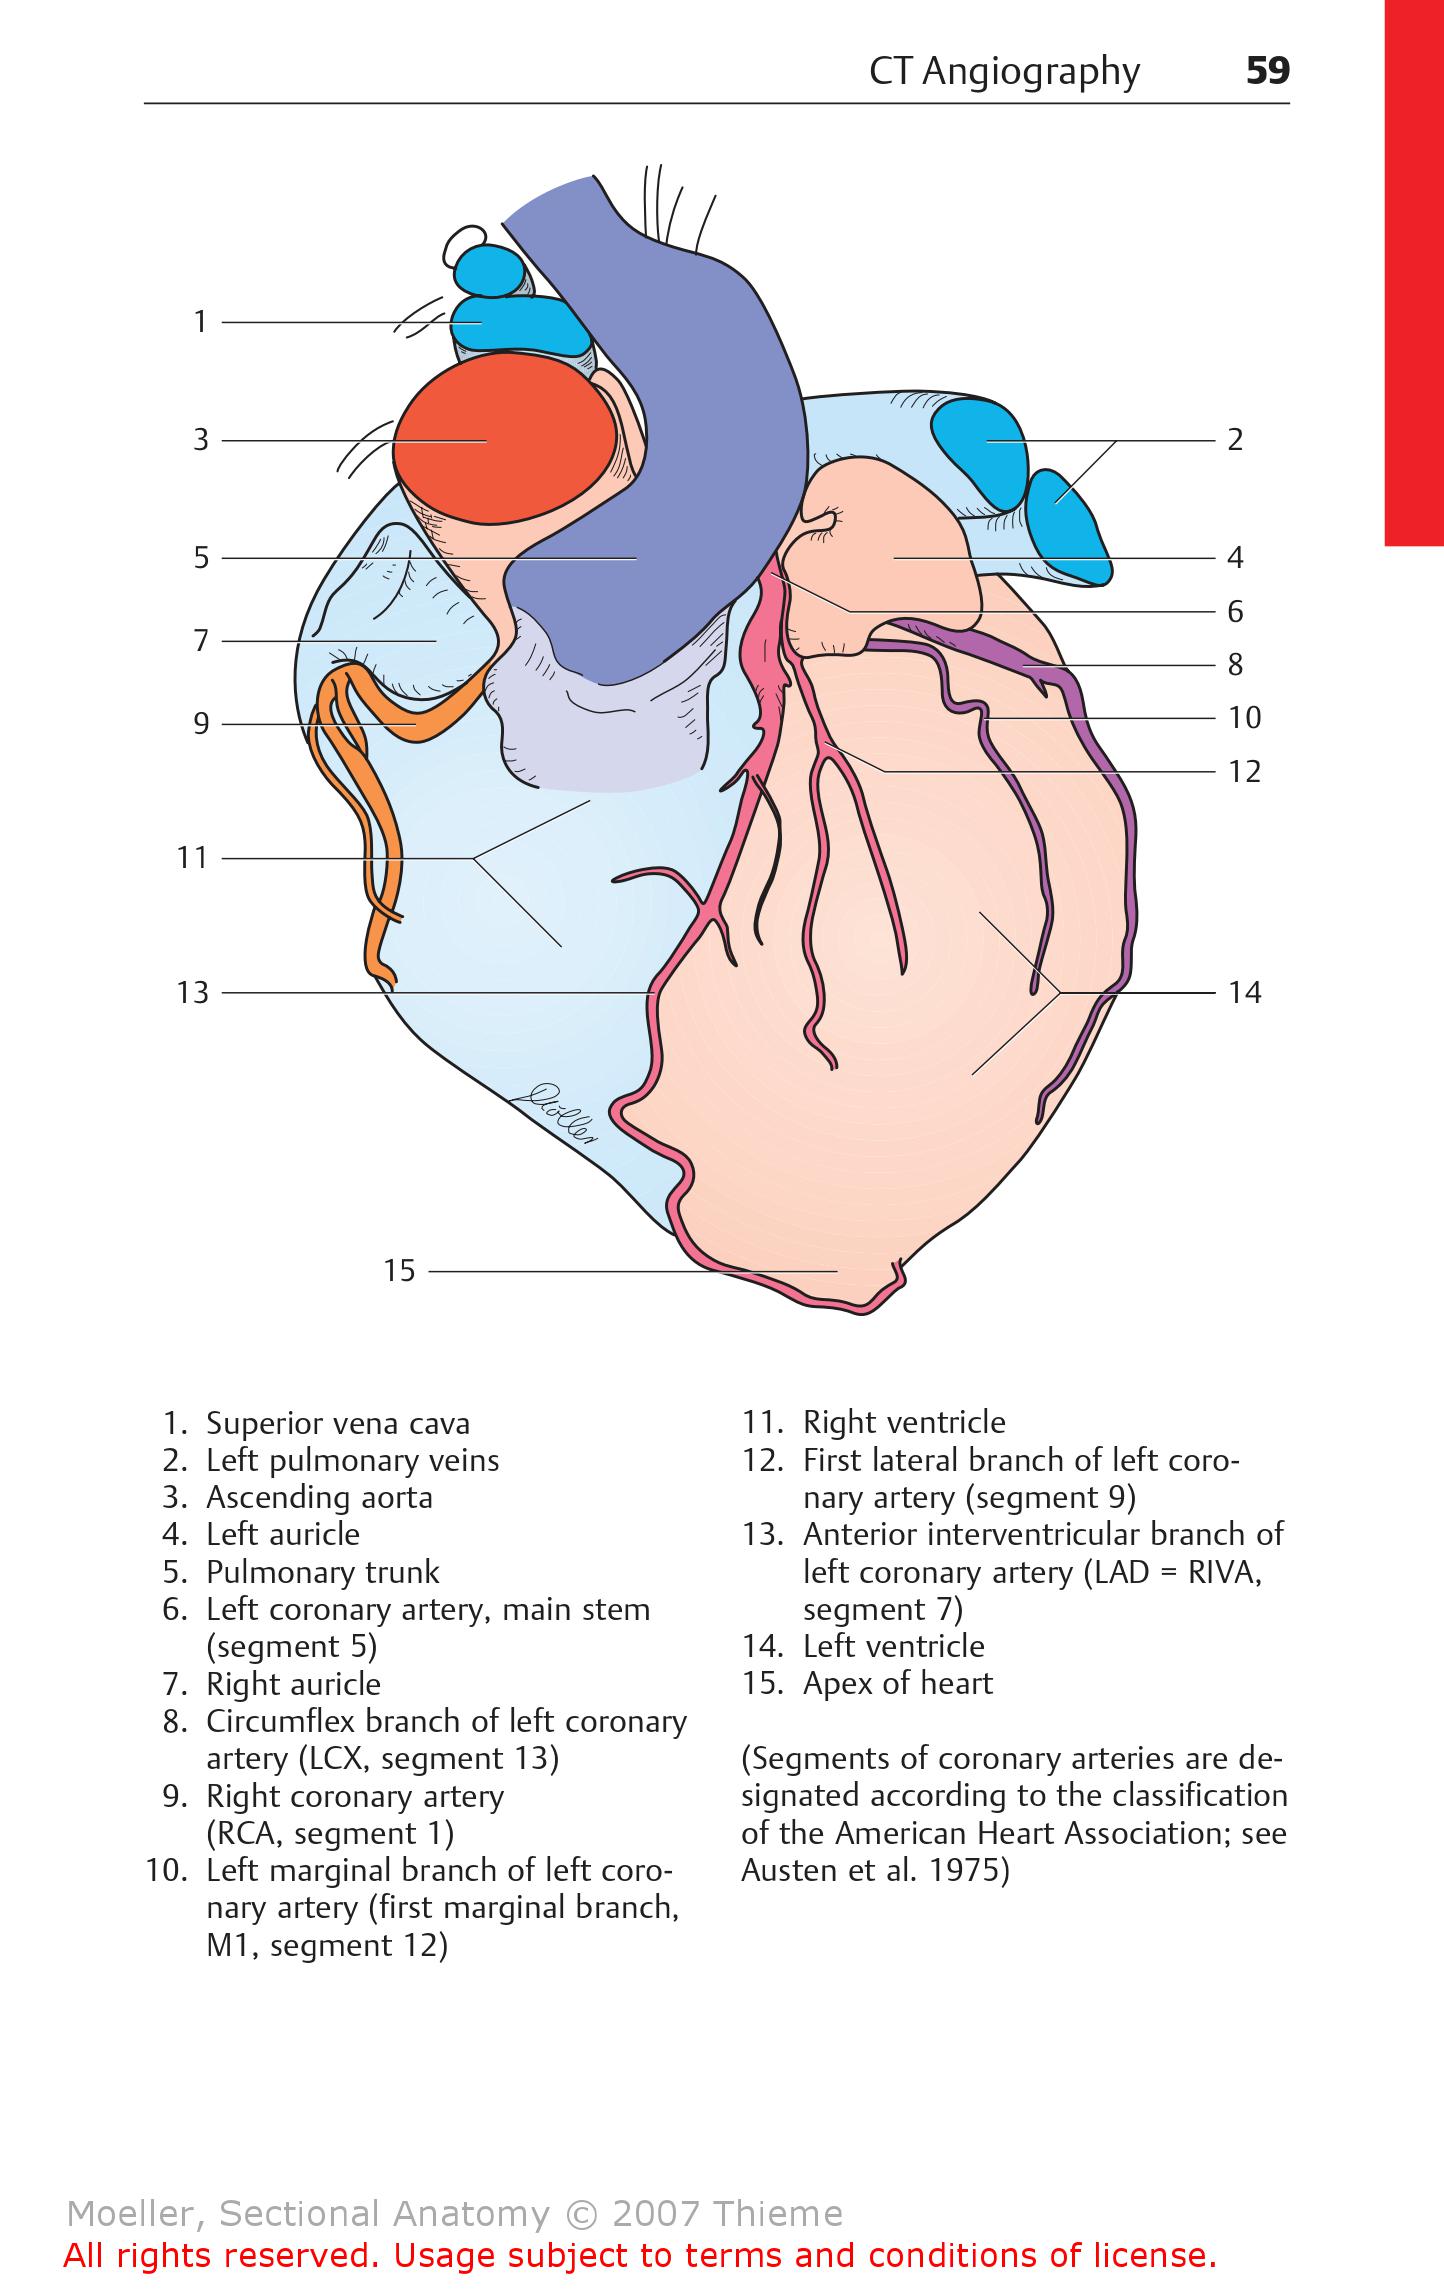 CT Angiography 59
1
3
2
5
4
6
7
8
9
10
12
11
13
14
Möller
15
1. Superior vena cava
2. Left pulmonary veins
3. Ascending aorta
4. Left auricle
5. Pulmonary trunk
6. Left coronary artery, main stem
(segment 5)
7. Right auricle
8. Circumflex branch of left coronary
artery (LCX, segment 13)
9. Right coronary artery
(RCA, segment 1)
10. Left marginal branch of left coro-
nary artery (first marginal branch,
M1, segment 12)
11. Right ventricle
12. First lateral branch of left coro-
nary artery (segment 9)
13. Anterior interventricular branch of
left coronary artery (LAD = RIVA,
segment 7)
14. Left ventricle
15. Apex of heart
(Segments of coronary arteries are de-
signated according to the classification
of the American Heart Association; see
Austen et al. 1975)
Moeller, Sectional Anatomy © 2007 Thieme
All rights reserved. Usage subject to terms and conditions of license.